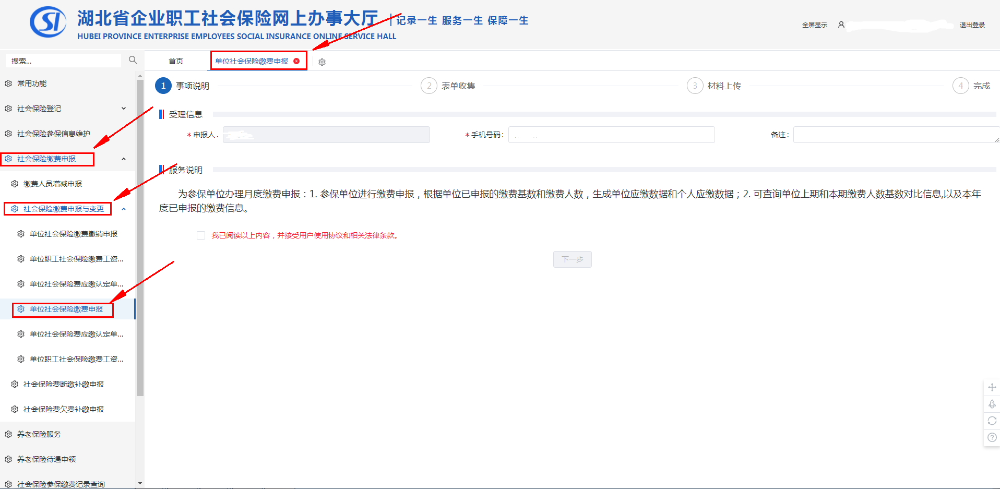 湖北省企业职工社会保险网上办事大厅
记录一生 服务一生 保障一生
HUBEI PROVINCE ENTERPRISE EMPLOYEES SOCIAL INSURANCE ONLINE SERVICE HALL
全屏显示
退出登录
搜索...
常用功能
社会保险登记
社会保险参保信息维护
社会保险缴费申报
缴费人员增减申报
社会保险缴费申报与变更
单位社会保险缴费撤销申报
单位职工社会保险缴费工资...
单位社会保险费应缴认定单...
单位社会保险缴费申报
单位社会保险费应缴认定单...
单位职工社会保险缴费工资...
社会保险费断缴补缴申报
社会保险费欠费补缴申报
养老保险服务
养老保险待遇申领
社会保险参保缴费记录查询
首页
单位社会保险缴费申报
1 事项说明
2 表单收集
3 材料上传
4 完成
受理信息
* 申报人:
* 手机号码:
备注:
服务说明
为参保单位办理月度缴费申报：1. 参保单位进行缴费申报，根据单位已申报的缴费基数和缴费人数，生成单位应缴数据和个人应缴数据；2. 可查询单位上期和本期缴费人数基数对比信息,以及本年
度已申报的缴费信息。
我已阅读以上内容，并接受用户使用协议和相关法律条款。
下一步